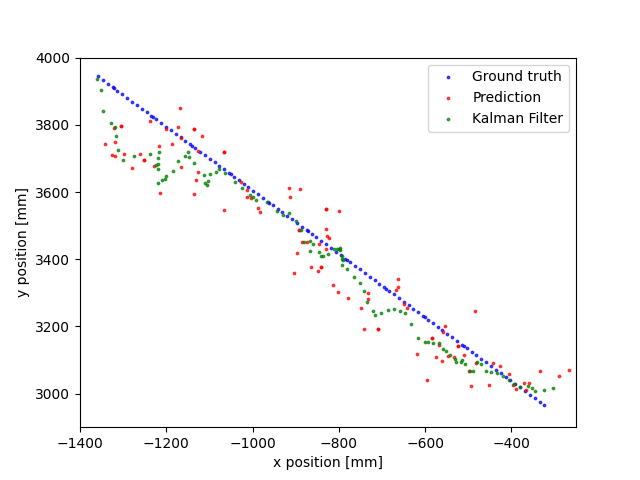 4000
3800
3600
3400
3200
3000
y position [mm]
−1400 −1200 −1000 −800 −600 −400
x position [mm]
Ground truth
Prediction
Kalman Filter